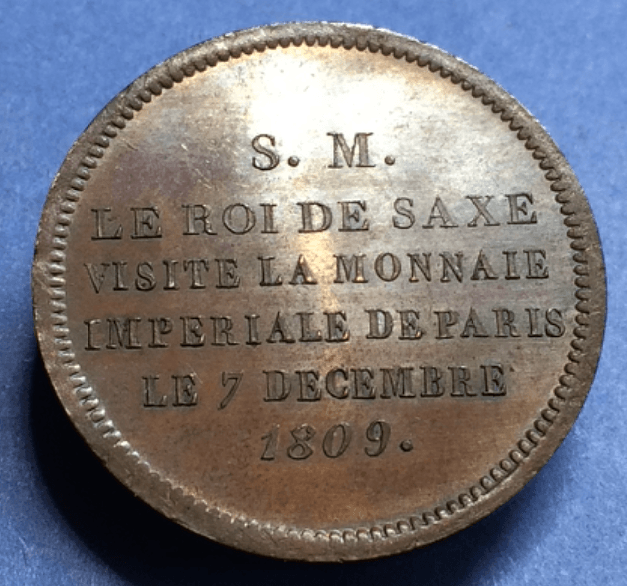 S. M.
LE ROI DE SAXE
VISITE LA MONNAIE
IMPERIALE DE PARIS
LE 7 DECEMBRE
1809.